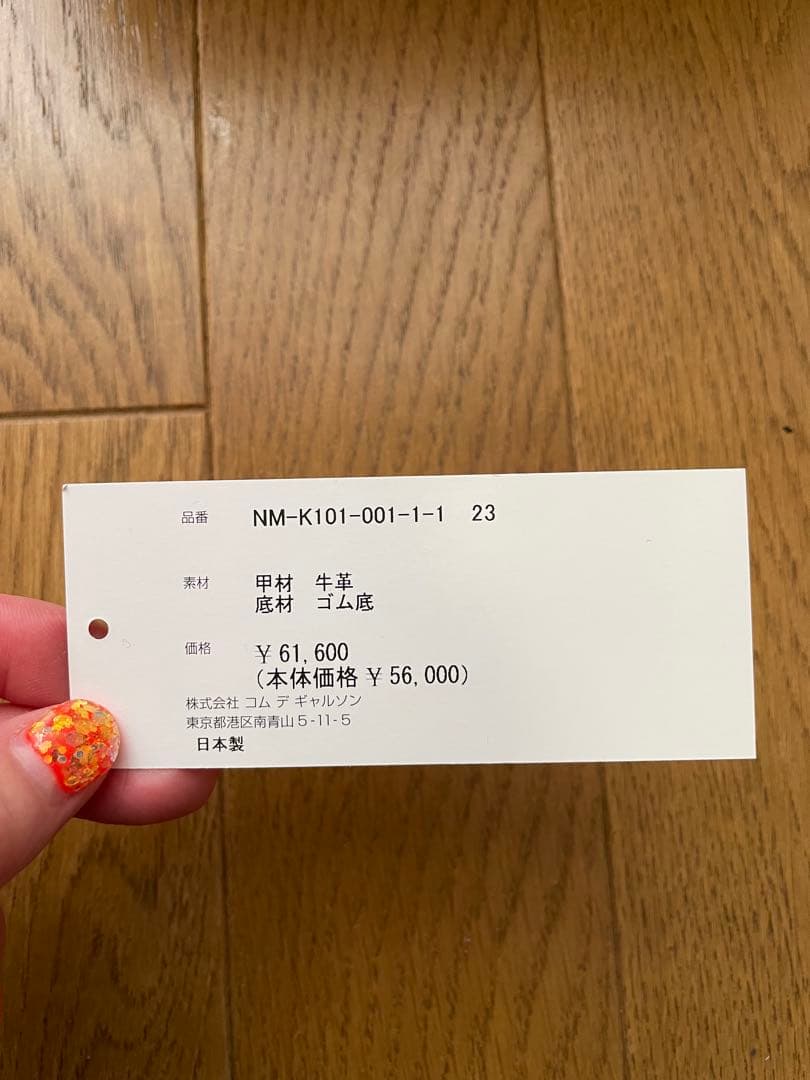 品番 NM-K101-001-1-1 23
素材 甲材 牛革
底材 ゴム底
価格 ¥61,600
(本体価格¥56,000)
株式会社 コム デ ギャルソン
東京都港区南青山5-11-5
日本製